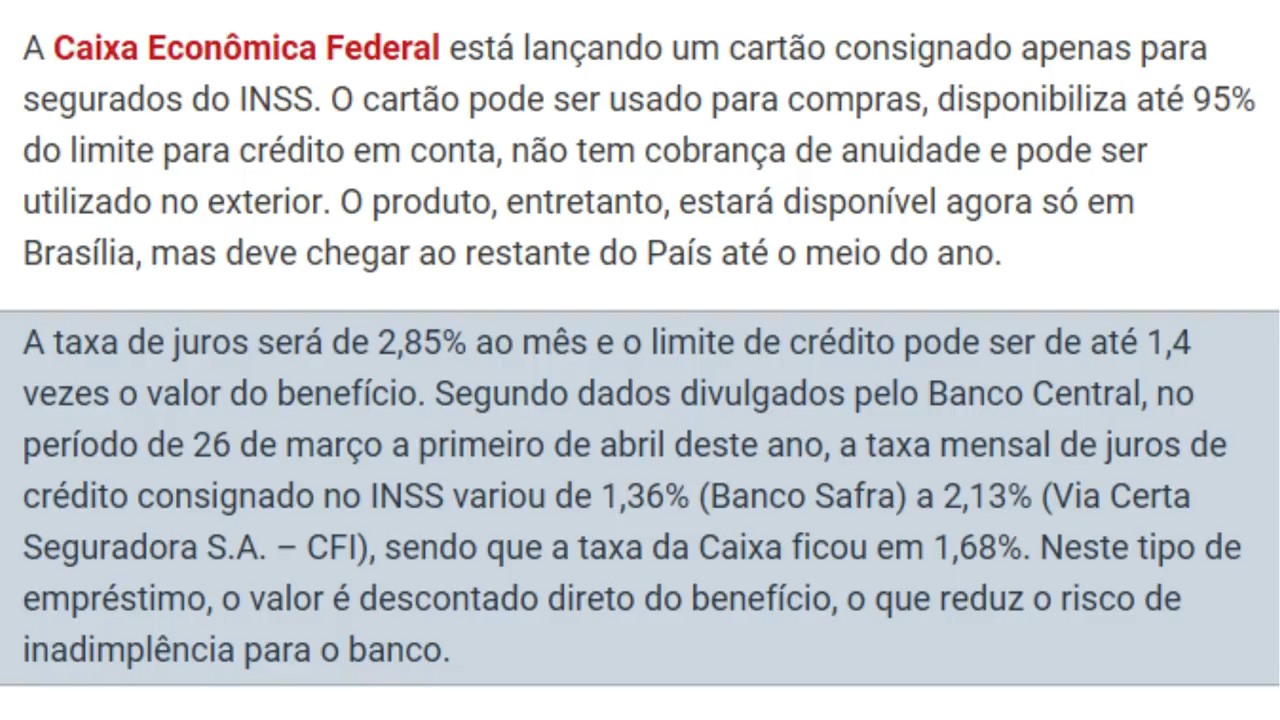 A Caixa Econômica Federal está lançando um cartão consignado apenas para
segurados do INSS. O cartão pode ser usado para compras, disponibiliza até 95%
do limite para crédito em conta, não tem cobrança de anuidade e pode ser
utilizado no exterior. O produto, entretanto, estará disponível agora só em
Brasília, mas deve chegar ao restante do País até o meio do ano.
A taxa de juros será de 2,85% ao mês e o limite de crédito pode ser de até 1,4
vezes o valor do benefício. Segundo dados divulgados pelo Banco Central, no
período de 26 de março a primeiro de abril deste ano, a taxa mensal de juros de
crédito consignado no INSS variou de 1,36% (Banco Safra) a 2,13% (Via Certa
Seguradora S.A. – CFI), sendo que a taxa da Caixa ficou em 1,68%. Neste tipo de
empréstimo, o valor é descontado direto do benefício, o que reduz o risco de
inadimplência para o banco.